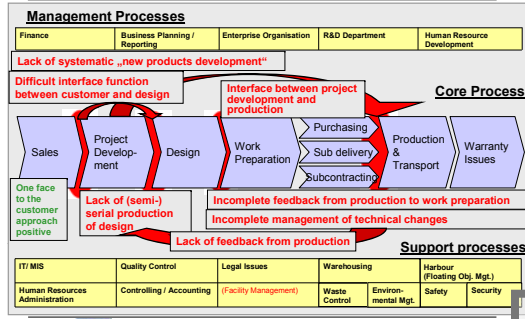 Management Processes
Finance
Business Planning /
Reporting
Enterprise Organisation
R&D Department
Human Resource
Development
Lack of systematic „new products development“
Difficult interface function
between customer and design
Interface between project
development and
production
Core Process
Sales
Project
Develop-
ment
Design
Work
Preparation
Purchasing
Sub delivery
Subcontracting
Production
&
Transport
Warranty
Issues
One face
to the
customer
approach
positive
Lack of (semi-)
serial production
of design
Incomplete feedback from production to work preparation
Incomplete management of technical changes
Lack of feedback from production
Support processes
IT/ MIS
Quality Control
Legal Issues
Warehousing
Harbour
(Floating Obj. Mgt.)
Human Resources
Administration
Controlling / Accounting
(Facility Management)
Waste
Control
Environ-
mental Mgt.
Safety
Security